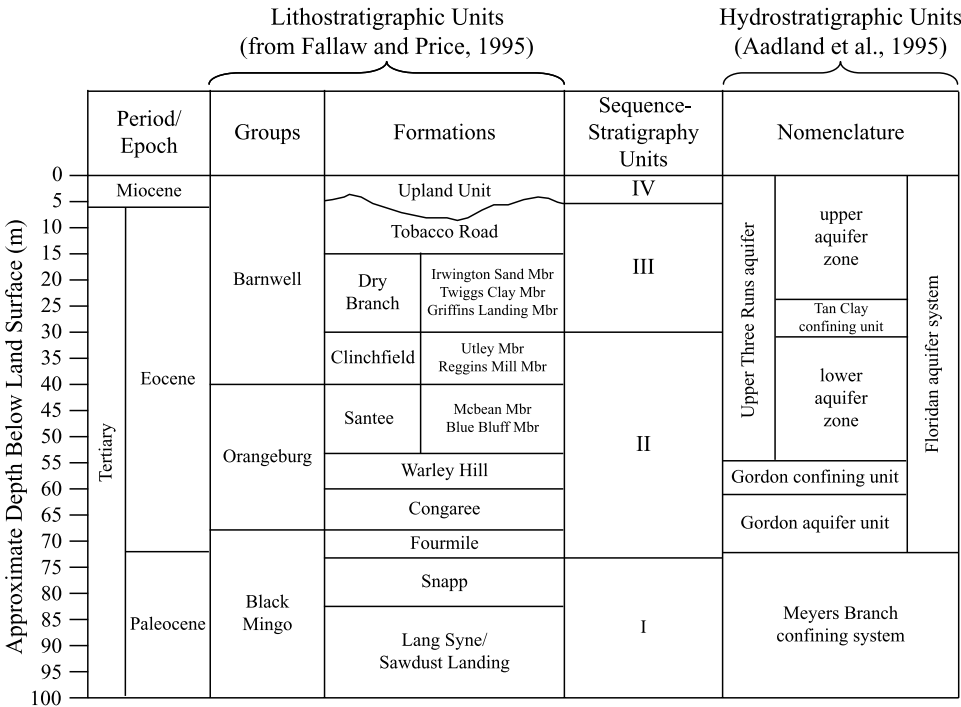 Lithostratigraphic Units
(from Fallaw and Price, 1995)
Hydrostratigraphic Units
(Aadland et al., 1995)
Period/
Epoch
Groups
Formations
Sequence-
Stratigraphy
Units
Nomenclature
Approximate Depth Below Land Surface (m)
0
5
10
15
20
25
30
35
40
45
50
55
60
65
70
75
80
85
90
95
100
Miocene
Tertiary
Eocene
Paleocene
Barnwell
Orangeburg
Black
Mingo
Upland Unit
Tobacco Road
Dry
Branch
Irwington Sand Mbr
Twiggs Clay Mbr
Griffins Landing Mbr
Clinchfield
Utley Mbr
Reggins Mill Mbr
Santee
Mcbean Mbr
Blue Bluff Mbr
Warley Hill
Congaree
Fourmile
Snapp
Lang Syne/
Sawdust Landing
IV
III
II
I
Upper Three Runs aquifer
upper
aquifer
zone
Tan Clay
confining unit
lower
aquifer
zone
Gordon confining unit
Gordon aquifer unit
Floridan aquifer system
Meyers Branch
confining system